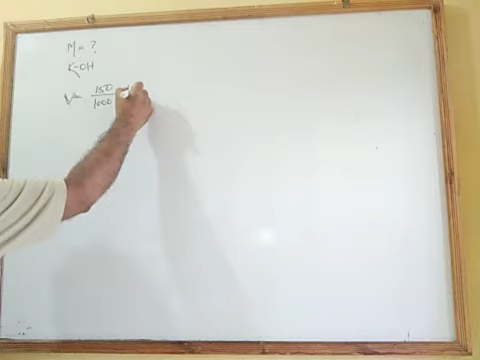 M = ?
K-OH
V = 150/1000